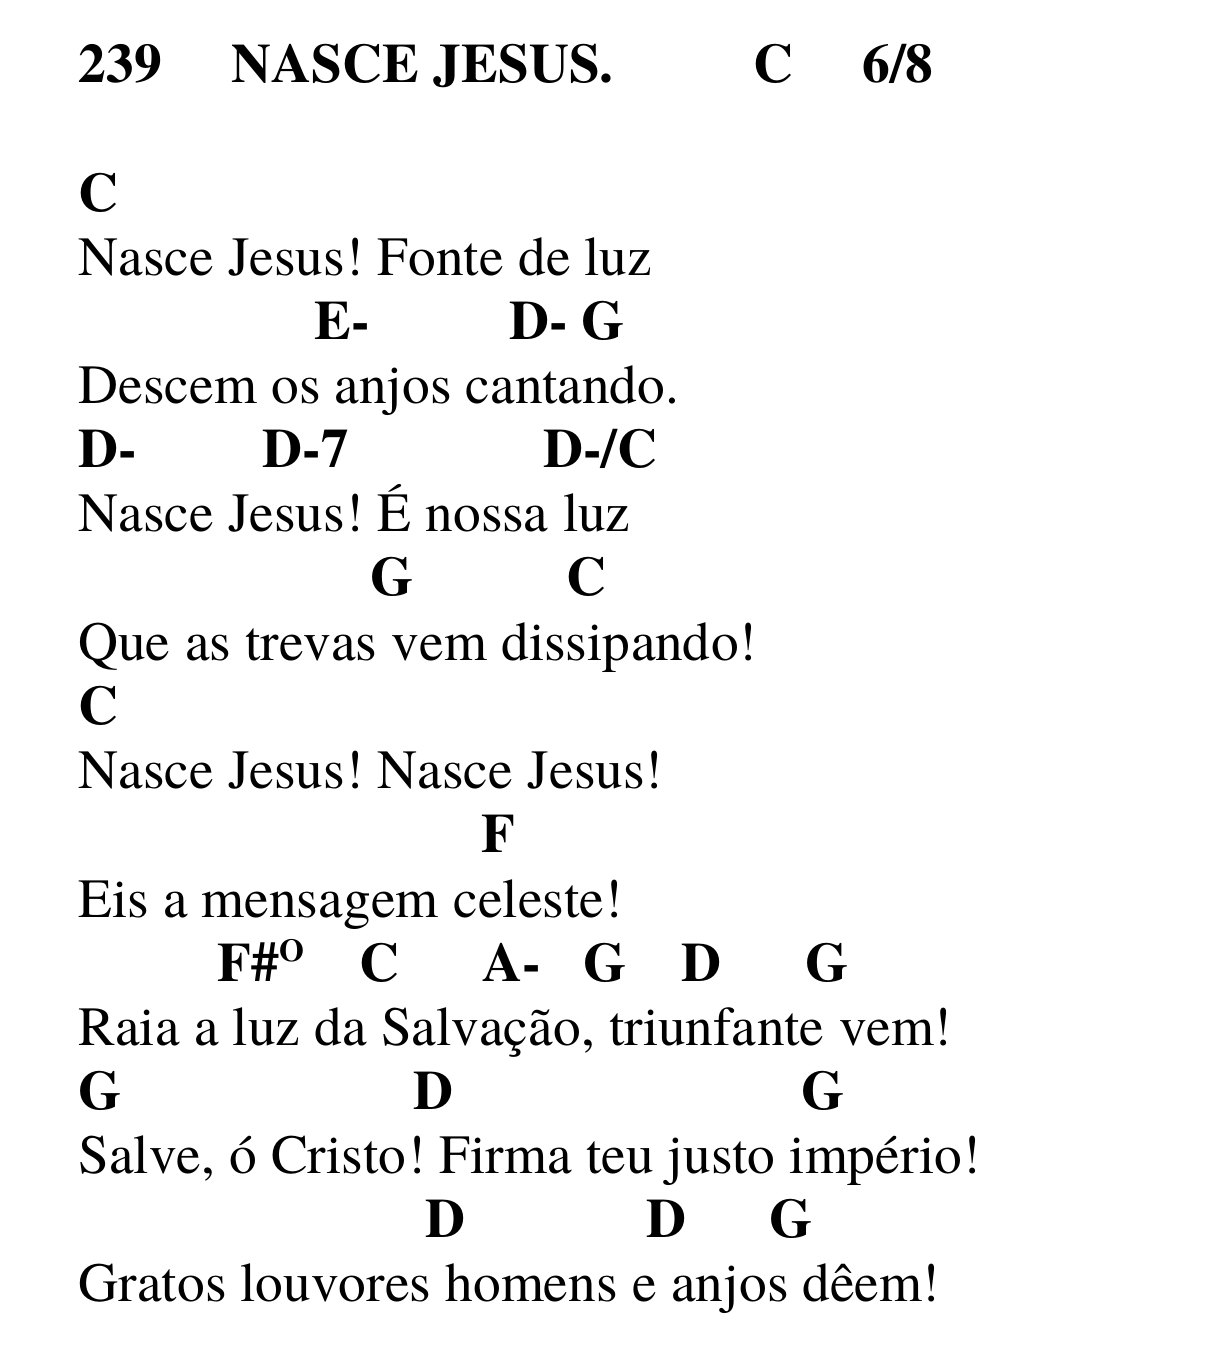 239 NASCE JESUS. C 6/8
C
Nasce Jesus! Fonte de luz
E- D- G
Descem os anjos cantando.
D- D-7 D-/C
Nasce Jesus! É nossa luz
G C
Que as trevas vem dissipando!
C
Nasce Jesus! Nasce Jesus!
F
Eis a mensagem celeste!
F#º C A- G D G
Raia a luz da Salvação, triunfante vem!
G D G
Salve, ó Cristo! Firma teu justo império!
D D G
Gratos louvores homens e anjos dêem!